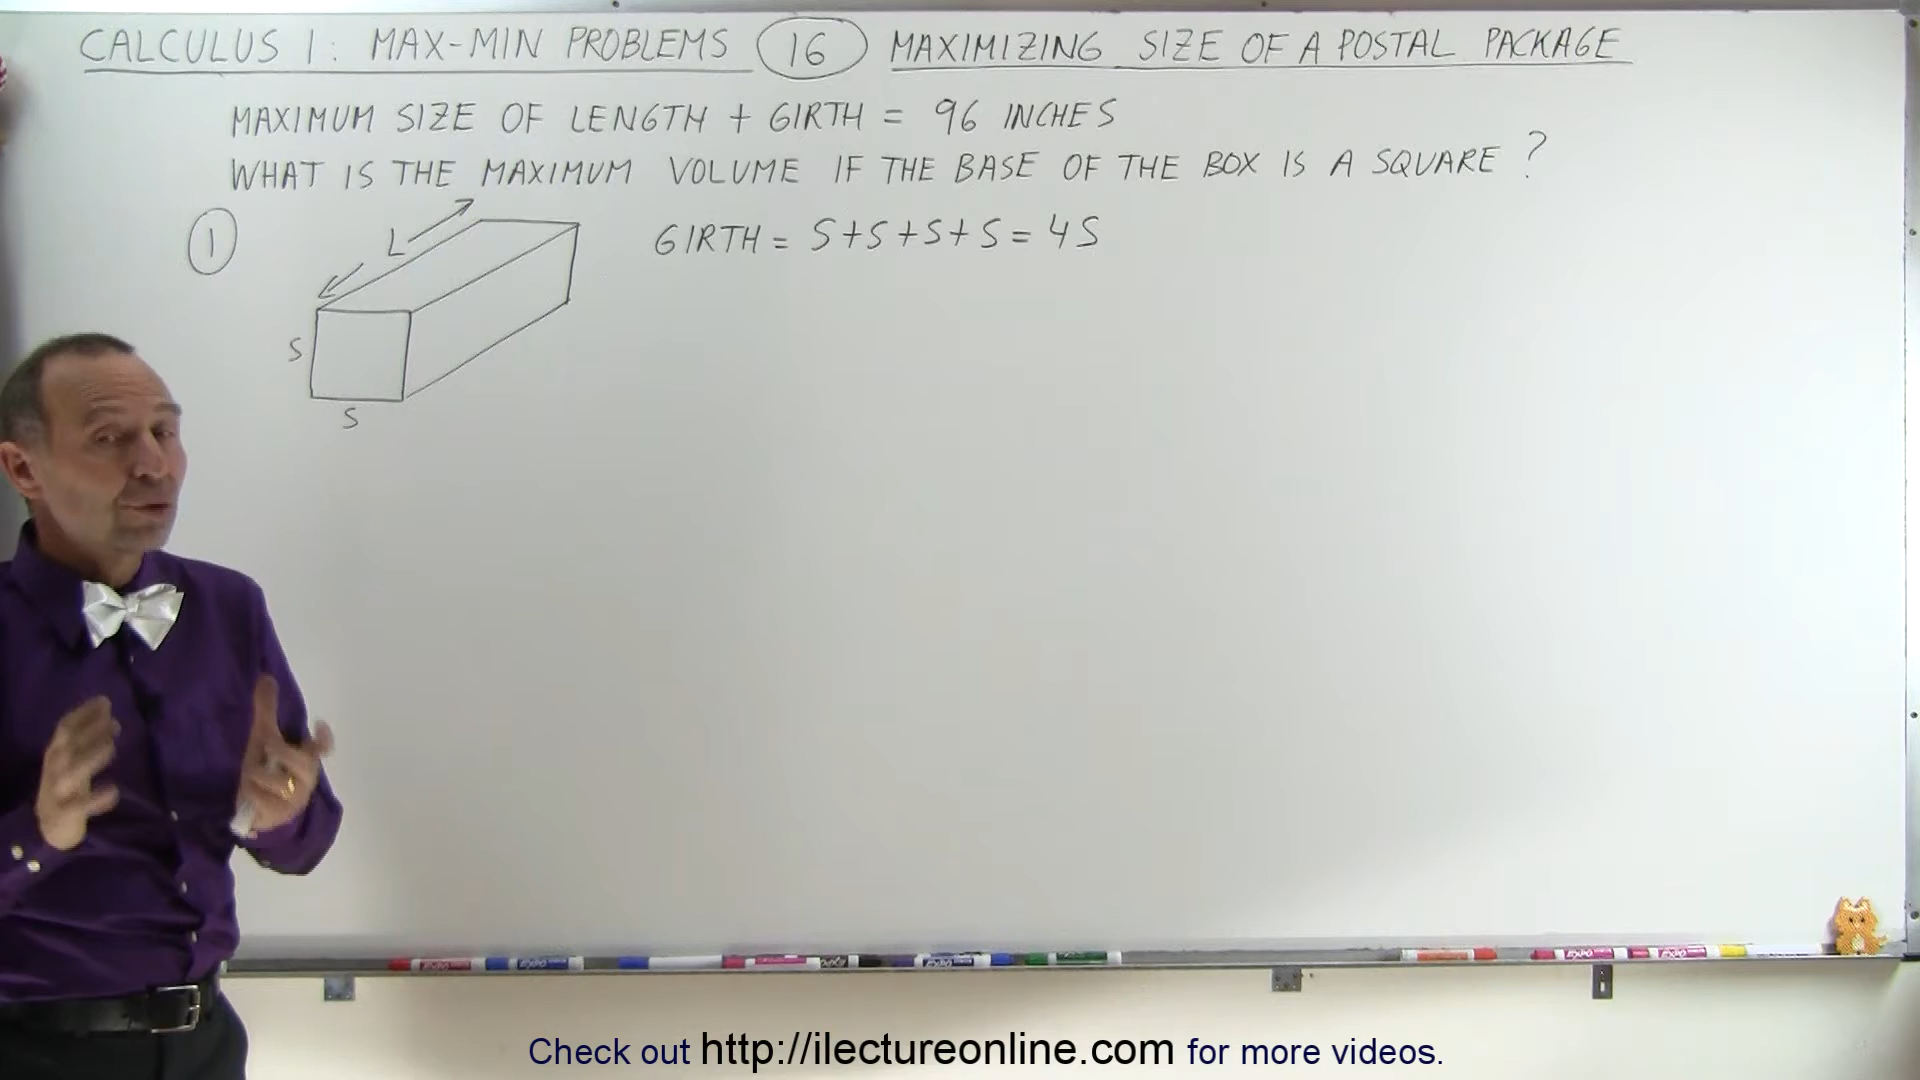 CALCULUS 1: MAX-MIN PROBLEMS 16 MAXIMIZING SIZE OF A POSTAL PACKAGE
MAXIMUM SIZE OF LENGTH + GIRTH = 96 INCHES
WHAT IS THE MAXIMUM VOLUME IF THE BASE OF THE BOX IS A SQUARE ?
1
L
GIRTH = S+S+S+S = 4S
S
S
Check out http://ilectureonline.com for more videos.